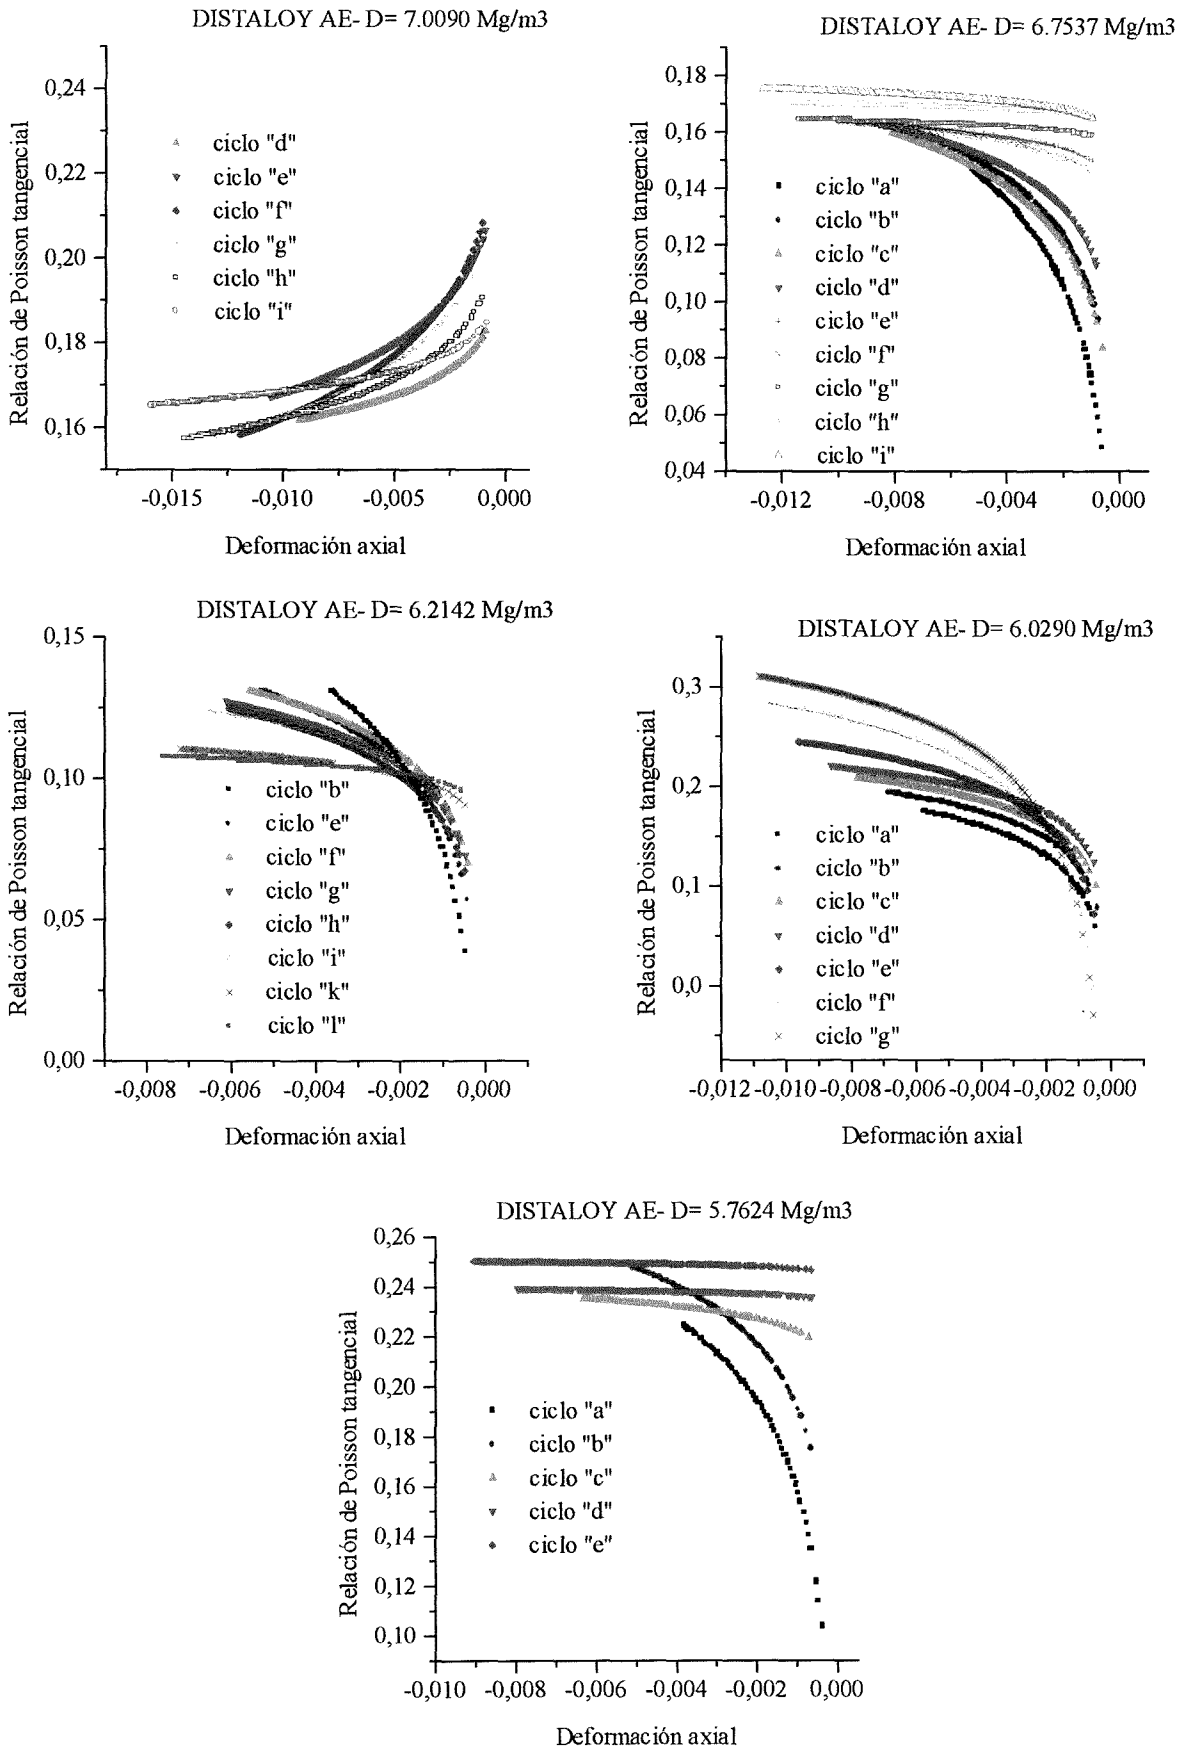 DISTALOY AE- D= 7.0090 Mg/m3
Relación de Poisson tangencial
0,24
0,22
0,20
0,18
0,16
ciclo "d"
ciclo "e"
ciclo "f"
ciclo "g"
ciclo "h"
ciclo "i"
-0,015 -0,010 -0,005 0,000
Deformación axial
DISTALOY AE- D= 6.7537 Mg/m3
Relación de Poisson tangencial
0,18
0,16
0,14
0,12
0,10
0,08
0,06
0,04
ciclo "a"
ciclo "b"
ciclo "c"
ciclo "d"
ciclo "e"
ciclo "f"
ciclo "g"
ciclo "h"
ciclo "i"
-0,012 -0,008 -0,004 0,000
Deformación axial
DISTALOY AE- D= 6.2142 Mg/m3
Relación de Poisson tangencial
0,15
0,10
0,05
0,00
ciclo "b"
ciclo "e"
ciclo "f"
ciclo "g"
ciclo "h"
ciclo "i"
ciclo "k"
ciclo "l"
-0,008 -0,006 -0,004 -0,002 0,000
Deformación axial
DISTALOY AE- D= 6.0290 Mg/m3
Relación de Poisson tangencial
0,3
0,2
0,1
0,0
ciclo "a"
ciclo "b"
ciclo "c"
ciclo "d"
ciclo "e"
ciclo "f"
ciclo "g"
-0,012 -0,010 -0,008 -0,006 -0,004 -0,002 0,000
Deformación axial
DISTALOY AE- D= 5.7624 Mg/m3
Relación de Poisson tangencial
0,26
0,24
0,22
0,20
0,18
0,16
0,14
0,12
0,10
ciclo "a"
ciclo "b"
ciclo "c"
ciclo "d"
ciclo "e"
-0,010 -0,008 -0,006 -0,004 -0,002 0,000
Deformación axial